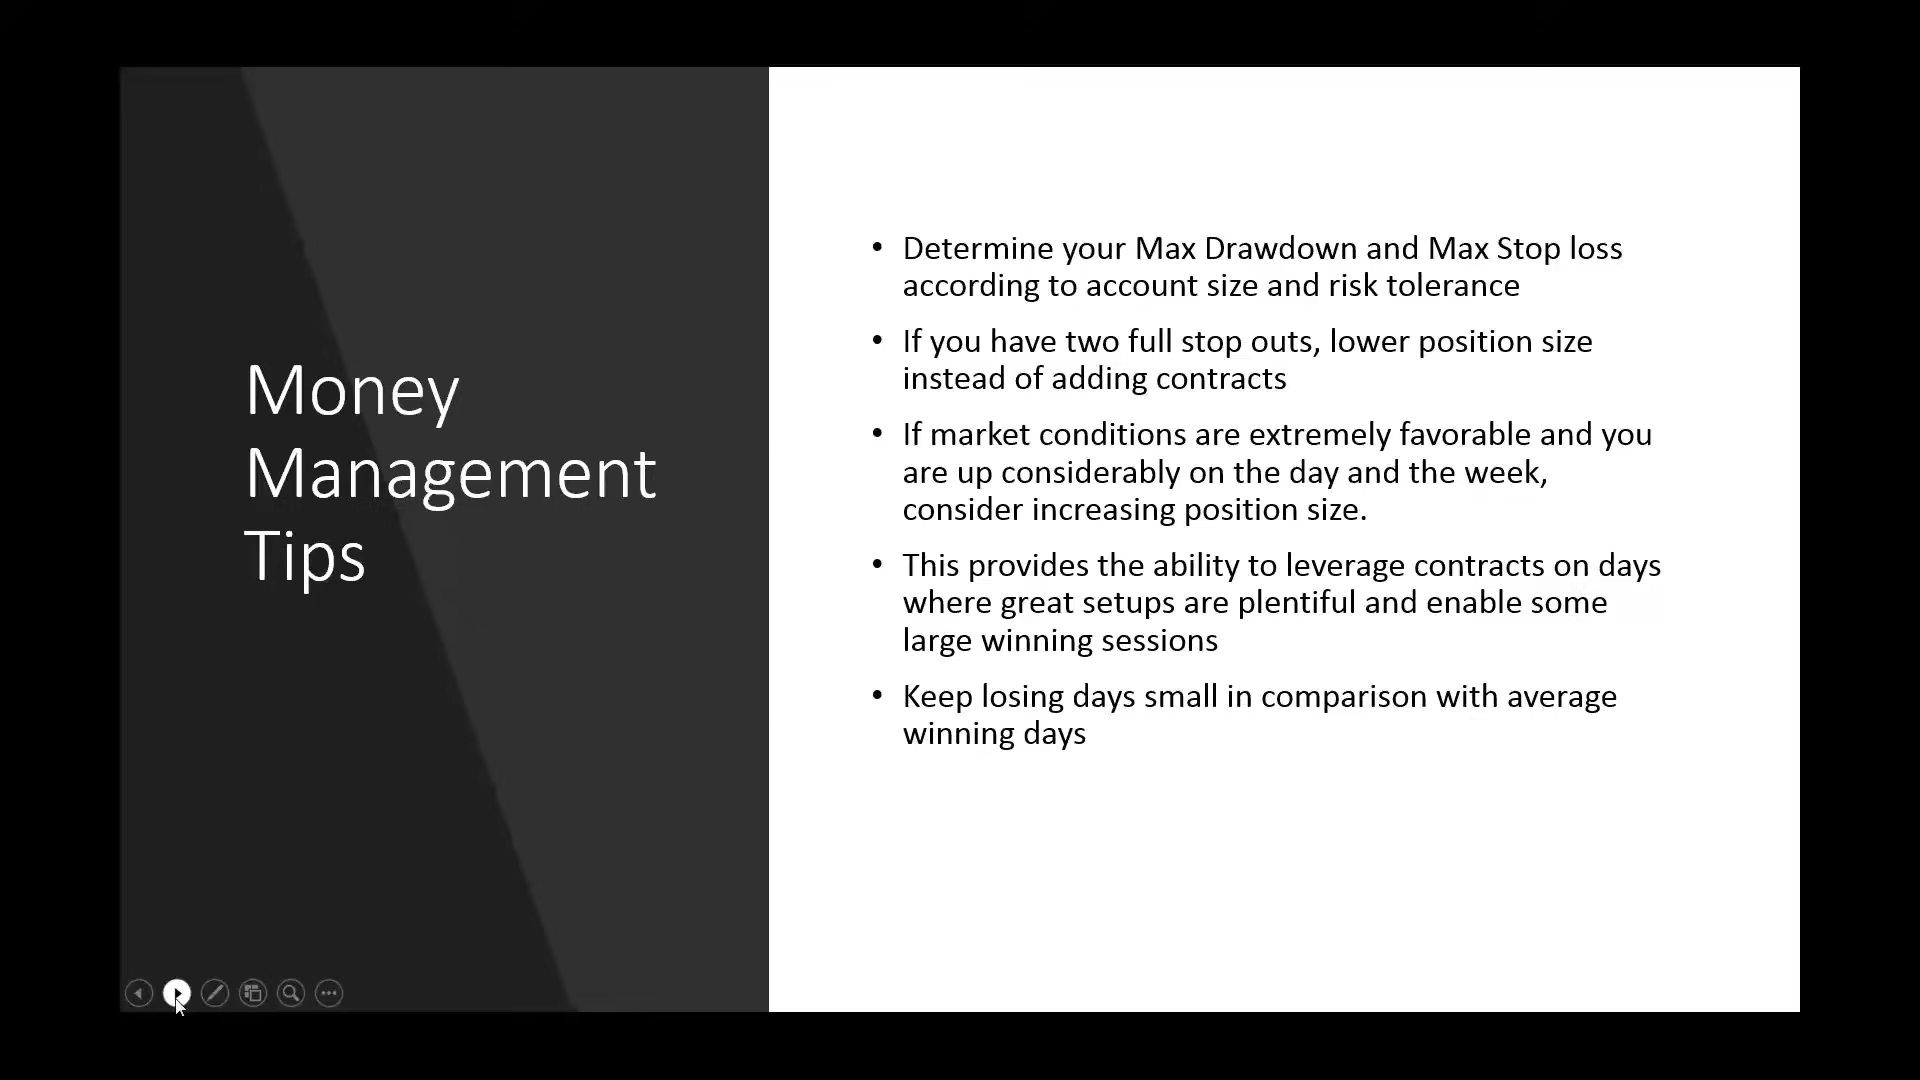 Money
Management
Tips
• Determine your Max Drawdown and Max Stop loss
according to account size and risk tolerance
• If you have two full stop outs, lower position size
instead of adding contracts
• If market conditions are extremely favorable and you
are up considerably on the day and the week,
consider increasing position size.
• This provides the ability to leverage contracts on days
where great setups are plentiful and enable some
large winning sessions
• Keep losing days small in comparison with average
winning days